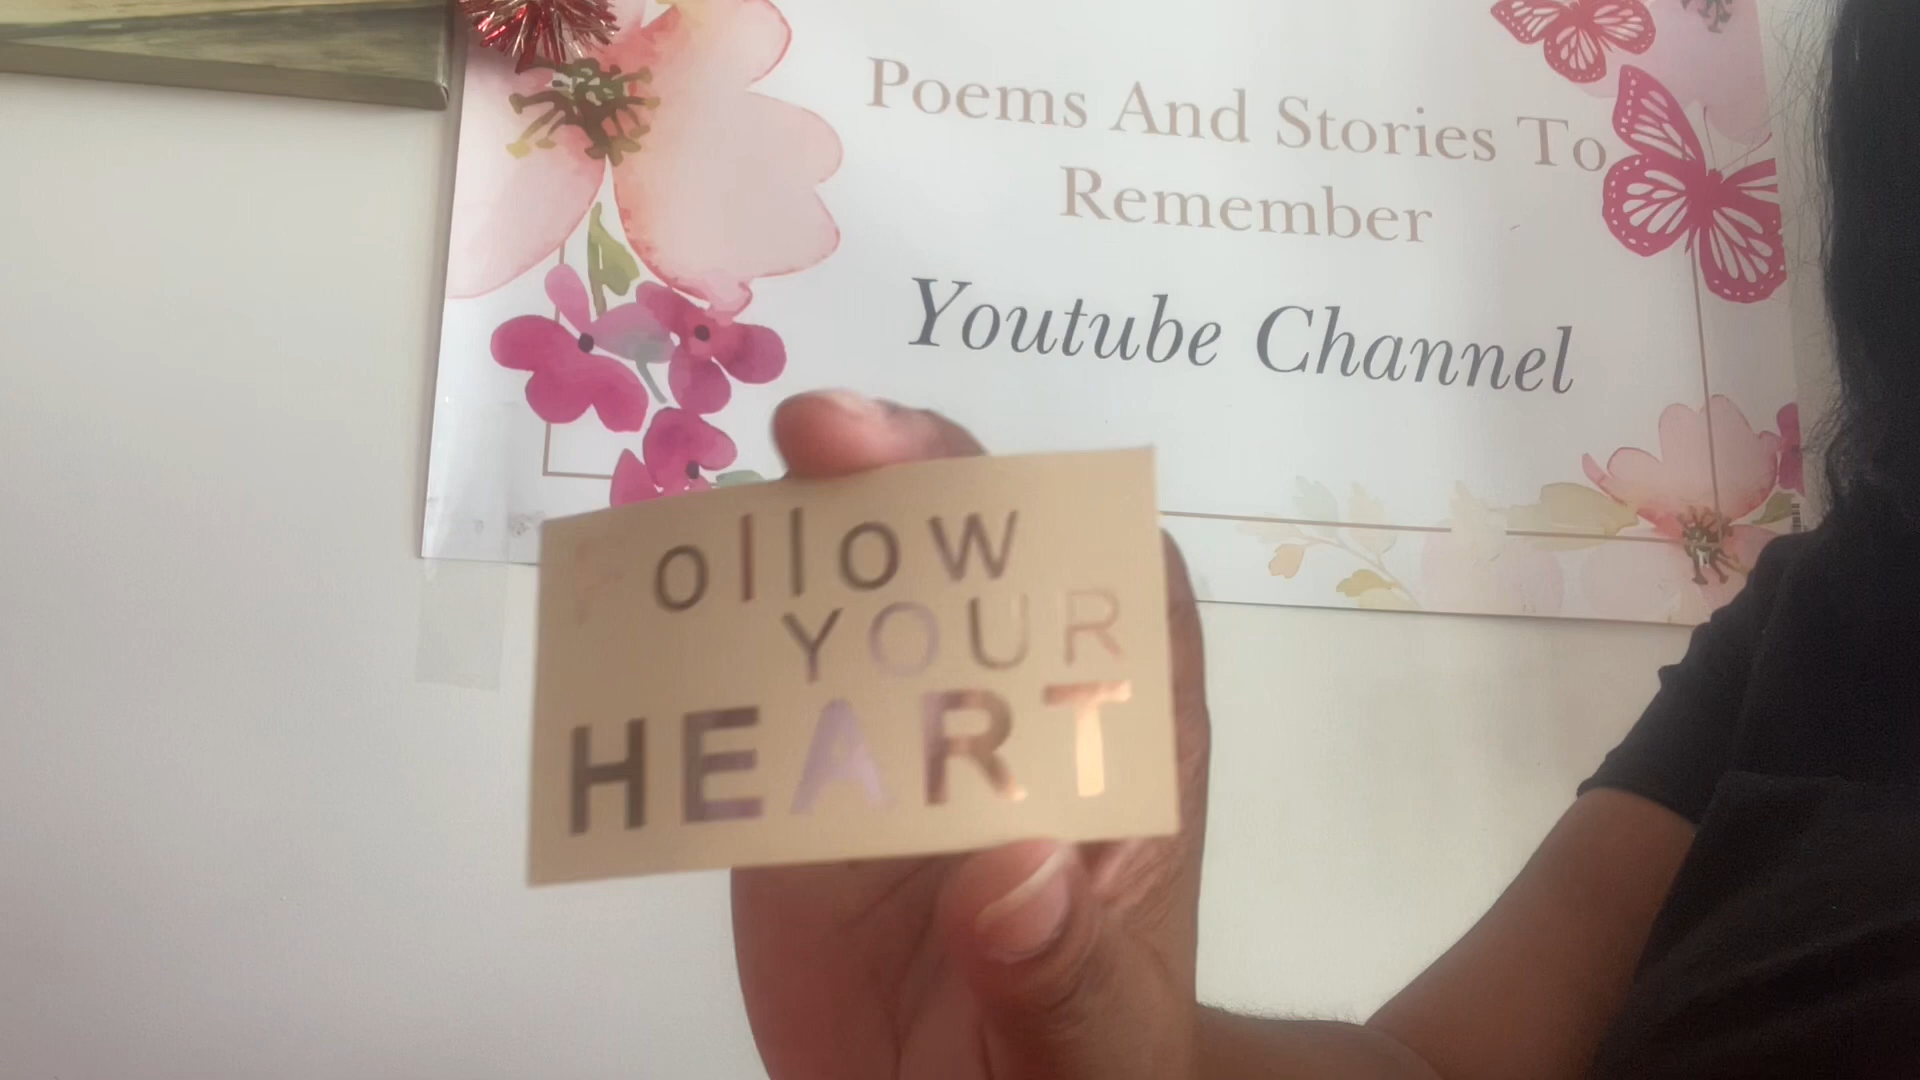 Poems And Stories To
Remember
Youtube Channel
ollow
YOUR
HEART